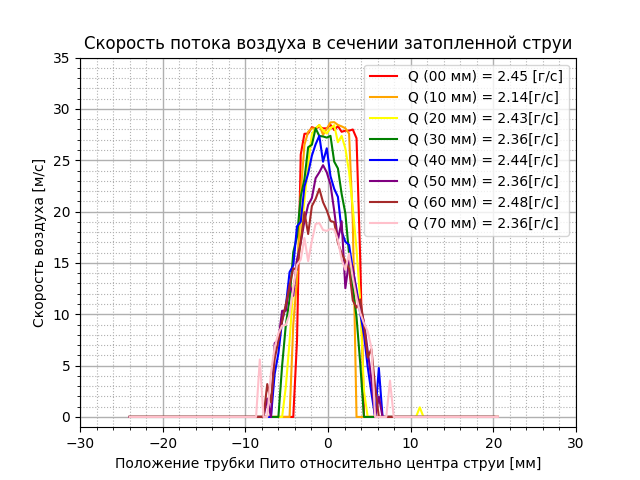 Скорость потока воздуха в сечении затопленной струи
35
30
25
20
15
10
5
0
Скорость воздуха [м/с]
Q (00 мм) = 2.45 [г/с]
Q (10 мм) = 2.14[г/с]
Q (20 мм) = 2.43[г/с]
Q (30 мм) = 2.36[г/с]
Q (40 мм) = 2.44[г/с]
Q (50 мм) = 2.36[г/с]
Q (60 мм) = 2.48[г/с]
Q (70 мм) = 2.36[г/с]
−30 −20 −10 0 10 20 30
Положение трубки Пито относительно центра струи [мм]